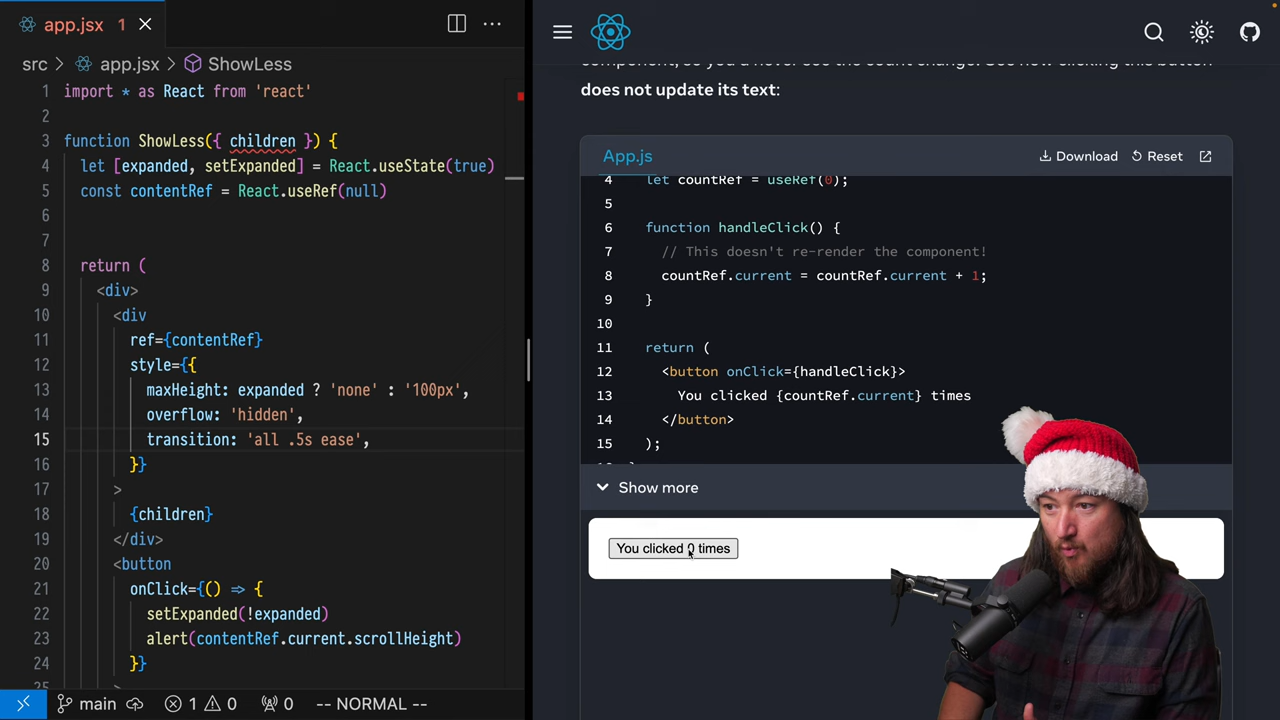 app.jsx 1
src > app.jsx > ShowLess
1 import * as React from 'react'
2
3 function ShowLess({ children }) {
4 let [expanded, setExpanded] = React.useState(true)
5 const contentRef = React.useRef(null)
6
7
8 return (
9 <div>
10 <div
11 ref={contentRef}
12 style={{
13 maxHeight: expanded ? 'none' : '100px',
14 overflow: 'hidden',
15 transition: 'all .5s ease',
16 }}
17 >
18 {children}
19 </div>
20 <button
21 onClick={() => {
22 setExpanded(!expanded)
23 alert(contentRef.current.scrollHeight)
24 }}
main 1 0 0 -- NORMAL --
does not update its text:
App.js Download Reset
4 let countRef = useRef(0);
5
6 function handleClick() {
7 // This doesn't re-render the component!
8 countRef.current = countRef.current + 1;
9 }
10
11 return (
12 <button onClick={handleClick}>
13 You clicked {countRef.current} times
14 </button>
15 );
Show more
You clicked 0 times